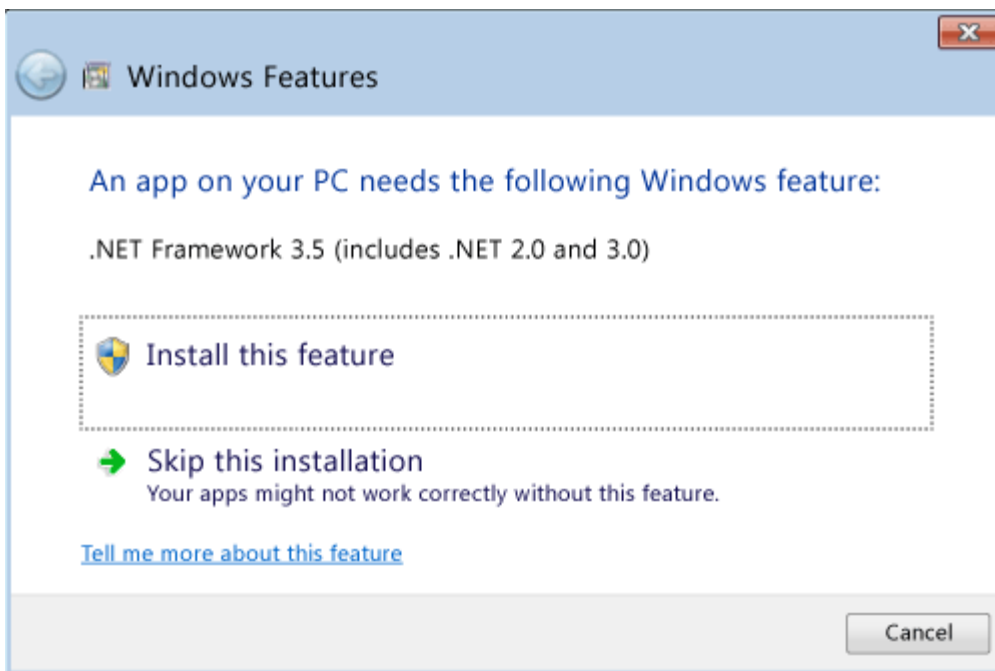 Windows Features
An app on your PC needs the following Windows feature:
.NET Framework 3.5 (includes .NET 2.0 and 3.0)
Install this feature
Skip this installation
Your apps might not work correctly without this feature.
Tell me more about this feature
Cancel